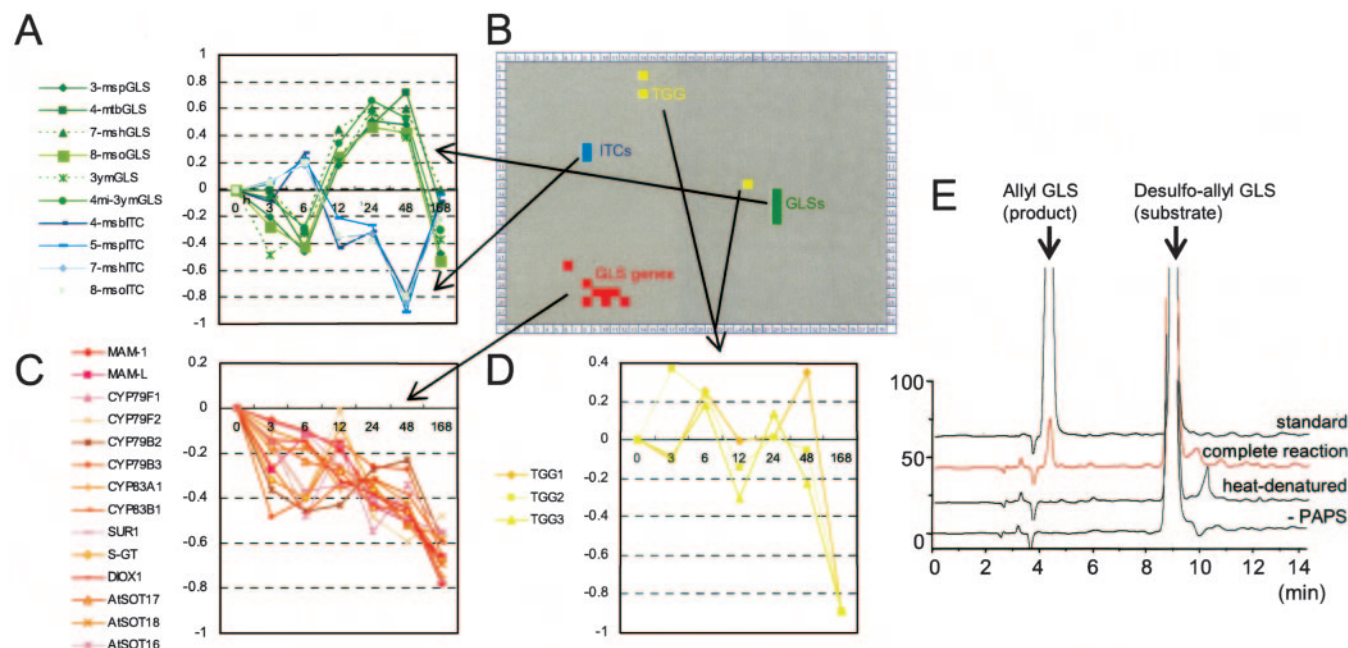 A
1
0.8
0.6
0.4
0.2
0
-0.2
-0.4
-0.6
-0.8
-1
0 h 3 6 12 24 48 168
3-mspGLS
4-mtbGLS
7-mshGLS
8-msoGLS
3ymGLS
4mi-3ymGLS
4-msbITC
5-mspITC
7-mshITC
8-msoITC
B
TGG
ITCs
GLSs
GLS genes
C
0.2
0
-0.2
-0.4
-0.6
-0.8
-1
0 3 6 12 24 48 168
MAM-1
MAM-L
CYP79F1
CYP79F2
CYP79B2
CYP79B3
CYP83A1
CYP83B1
SUR1
S-GT
DIOX1
AtSOT17
AtSOT18
AtSOT16
D
0.4
0.2
0
-0.2
-0.4
-0.6
-0.8
-1
0 3 6 12 24 48 168
TGG1
TGG2
TGG3
E
Allyl GLS
(product)
Desulfo-allyl GLS
(substrate)
100
50
0
standard
complete reaction
heat-denatured
- PAPS
0 2 4 6 8 10 12 14
(min)